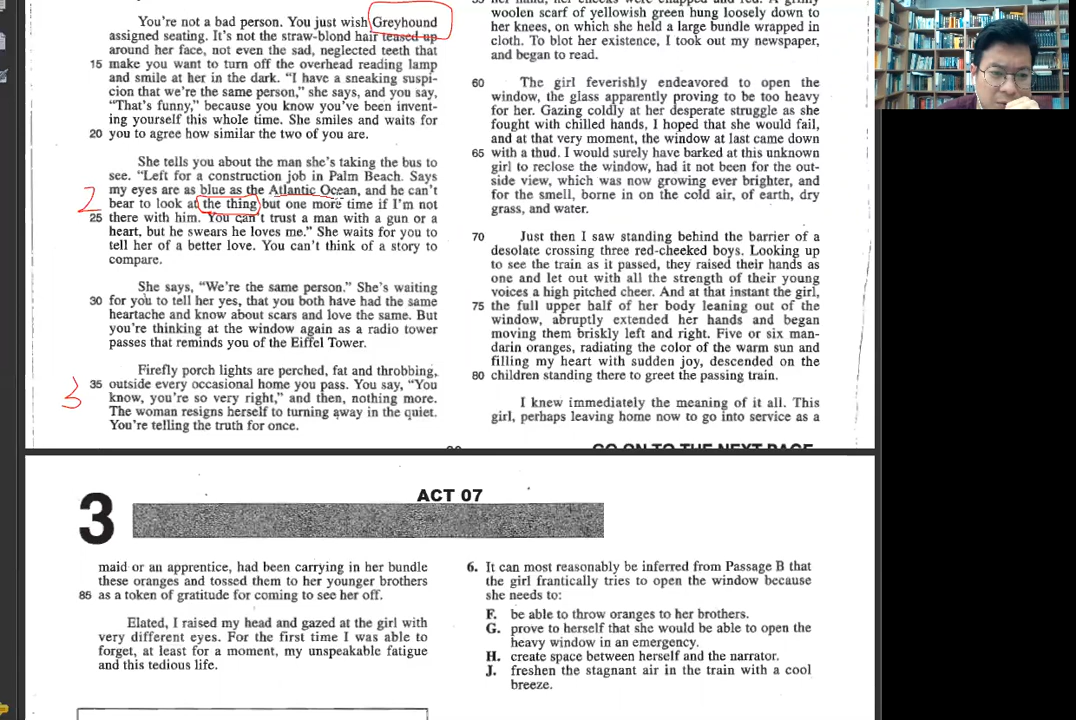 You're not a bad person. You just wish Greyhound
assigned seating. It's not the straw-blond hair teased up
around her face, not even the sad, neglected teeth that
15 make you want to turn off the overhead reading lamp
and smile at her in the dark. “I have a sneaking suspi-
cion that we're the same person,” she says, and you say,
“That's funny,” because you know you've been invent-
ing yourself this whole time. She smiles and waits for
20 you to agree how similar the two of you are.
She tells you about the man she's taking the bus to
see. “Left for a construction job in Palm Beach. Says
my eyes are as blue as the Atlantic Ocean, and he can't
2 bear to look at the thing but one more time if I'm not
25 there with him. You can't trust a man with a gun or a
heart, but he swears he loves me.” She waits for you to
tell her of a better love. You can't think of a story to
compare.
She says, “We're the same person.” She's waiting
30 for you to tell her yes, that you both have had the same
heartache and know about scars and love the same. But
you're thinking at the window again as a radio tower
passes that reminds you of the Eiffel Tower.
Firefly porch lights are perched, fat and throbbing,
35 outside every occasional home you pass. You say, “You
3 know, you're so very right,” and then, nothing more.
The woman resigns herself to turning away in the quiet.
You're telling the truth for once.
woolen scarf of yellowish green hung loosely down to
her knees, on which she held a large bundle wrapped in
cloth. To blot her existence, I took out my newspaper,
and began to read.
60 The girl feverishly endeavored to open the
window, the glass apparently proving to be too heavy
for her. Gazing coldly at her desperate struggle as she
fought with chilled hands, I hoped that she would fail,
and at that very moment, the window at last came down
65 with a thud. I would surely have barked at this unknown
girl to reclose the window, had it not been for the out-
side view, which was now growing ever brighter, and
for the smell, borne in on the cold air, of earth, dry
grass, and water.
70 Just then I saw standing behind the barrier of a
desolate crossing three red-cheeked boys. Looking up
to see the train as it passed, they raised their hands as
one and let out with all the strength of their young
voices a high pitched cheer. And at that instant the girl,
75 the full upper half of her body leaning out of the
window, abruptly extended her hands and began
moving them briskly left and right. Five or six man-
darin oranges, radiating the color of the warm sun and
filling my heart with sudden joy, descended on the
80 children standing there to greet the passing train.
I knew immediately the meaning of it all. This
girl, perhaps leaving home now to go into service as a
GO ON TO THE NEXT PAGE
3
ACT 07
maid or an apprentice, had been carrying in her bundle
these oranges and tossed them to her younger brothers
85 as a token of gratitude for coming to see her off.
Elated, I raised my head and gazed at the girl with
very different eyes. For the first time I was able to
forget, at least for a moment, my unspeakable fatigue
and this tedious life.
6. It can most reasonably be inferred from Passage B that
the girl frantically tries to open the window because
she needs to:
F. be able to throw oranges to her brothers.
G. prove to herself that she would be able to open the
heavy window in an emergency.
H. create space between herself and the narrator.
J. freshen the stagnant air in the train with a cool
breeze.